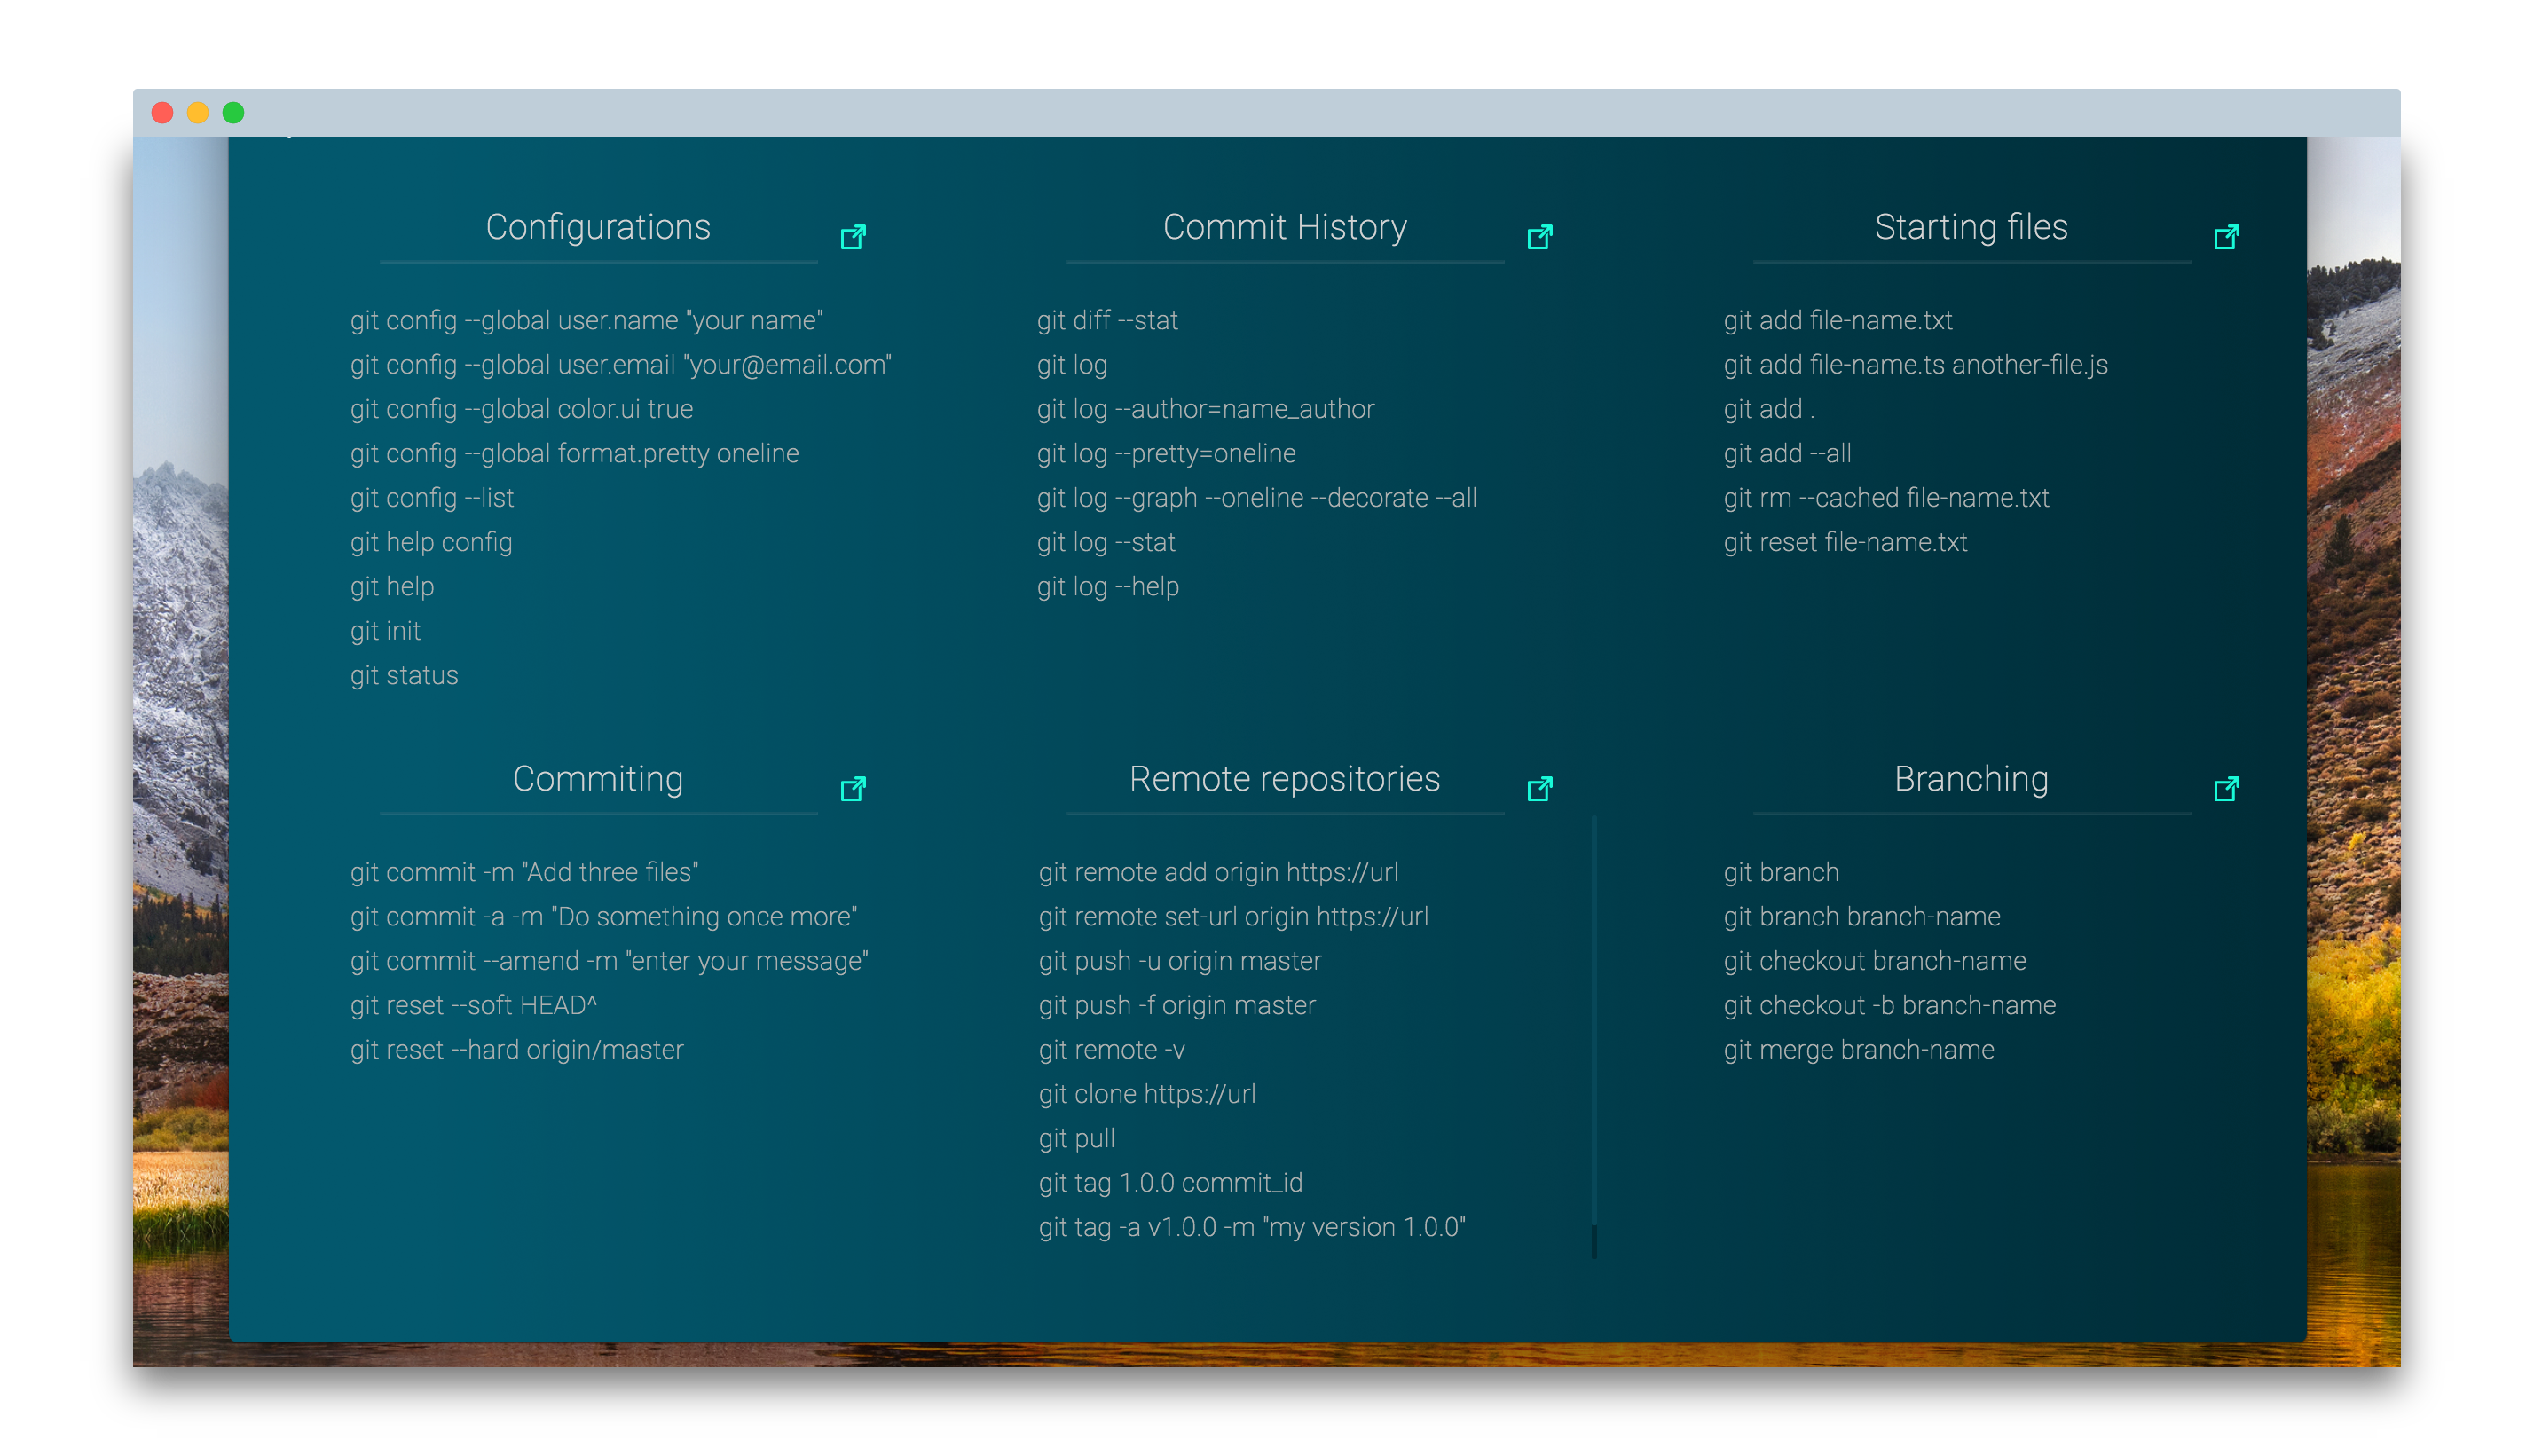 Configurations
git config --global user.name "your name"
git config --global user.email "your@email.com"
git config --global color.ui true
git config --global format.pretty oneline
git config --list
git help config
git help
git init
git status
Commit History
git diff --stat
git log
git log --author=name_author
git log --pretty=oneline
git log --graph --oneline --decorate --all
git log --stat
git log --help
Starting files
git add file-name.txt
git add file-name.ts another-file.js
git add .
git add --all
git rm --cached file-name.txt
git reset file-name.txt
Commiting
git commit -m "Add three files"
git commit -a -m "Do something once more"
git commit --amend -m "enter your message"
git reset --soft HEAD^
git reset --hard origin/master
Remote repositories
git remote add origin https://url
git remote set-url origin https://url
git push -u origin master
git push -f origin master
git remote -v
git clone https://url
git pull
git tag 1.0.0 commit_id
git tag -a v1.0.0 -m "my version 1.0.0"
Branching
git branch
git branch branch-name
git checkout branch-name
git checkout -b branch-name
git merge branch-name